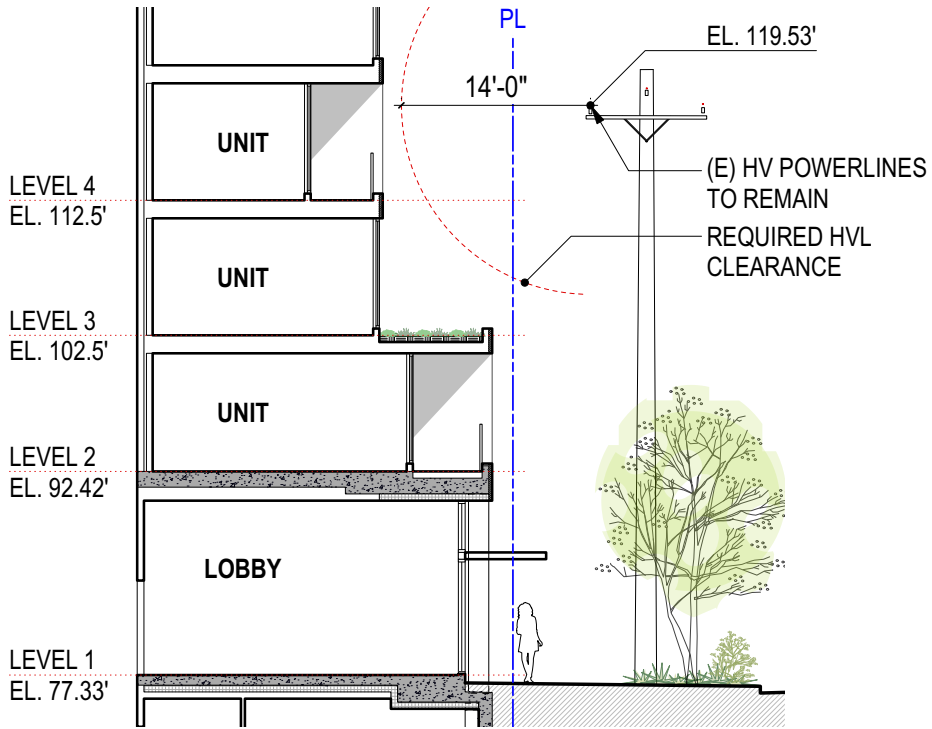 PL
EL. 119.53'
14'-0"
UNIT
(E) HV POWERLINES
TO REMAIN
LEVEL 4
EL. 112.5'
REQUIRED HVL
CLEARANCE
UNIT
LEVEL 3
EL. 102.5'
UNIT
LEVEL 2
EL. 92.42'
LOBBY
LEVEL 1
EL. 77.33'